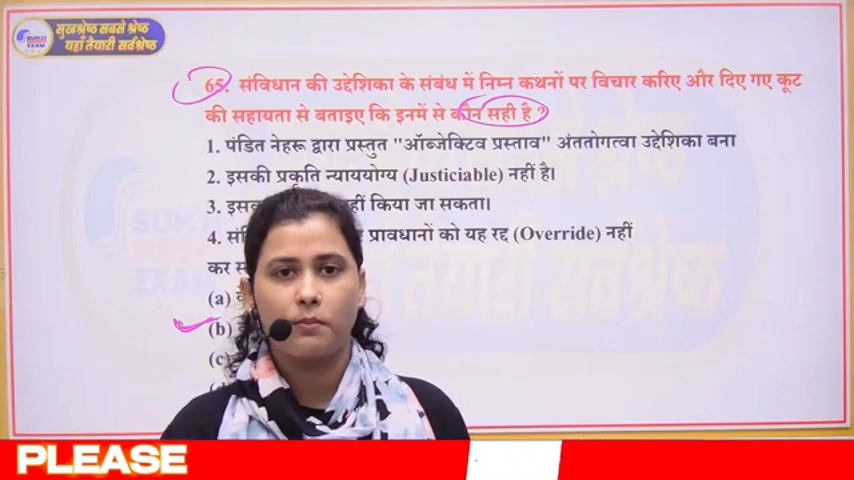 सुखश्रेष्ठ सबसे श्रेष्ठ
यहाँ तैयारी सर्वश्रेष्ठ
65. संविधान की उद्देशिका के संबंध में निम्न कथनों पर विचार करिए और दिए गए कूट
की सहायता से बताइए कि इनमें से कौन सही है ?
1. पंडित नेहरू द्वारा प्रस्तुत "ऑब्जेक्टिव प्रस्ताव" अंततोगत्वा उद्देशिका बना
2. इसकी प्रकृति न्याययोग्य (Justiciable) नहीं है।
3. किया जा सकता।
4. प्रावधानों को यह रद्द (Override) नहीं
कर
(a)
(b)
(c)
PLEASE